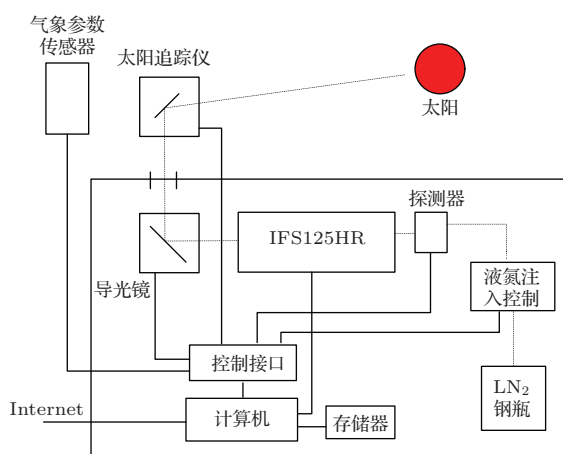 气象参数
传感器
太阳追踪仪
太阳
探测器
IFS125HR
导光镜
液氮注
入控制
控制接口
LN₂
钢瓶
Internet
计算机
存储器